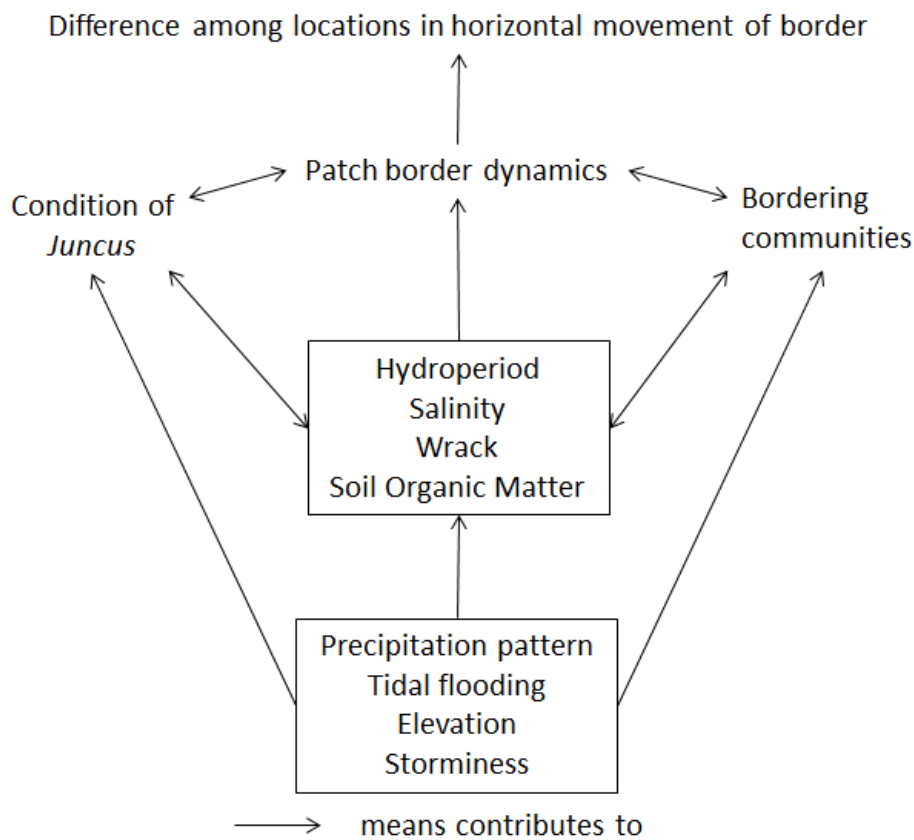 Difference among locations in horizontal movement of border
Patch border dynamics
Condition of
Juncus
Bordering
communities
Hydroperiod
Salinity
Wrack
Soil Organic Matter
Precipitation pattern
Tidal flooding
Elevation
Storminess
means contributes to